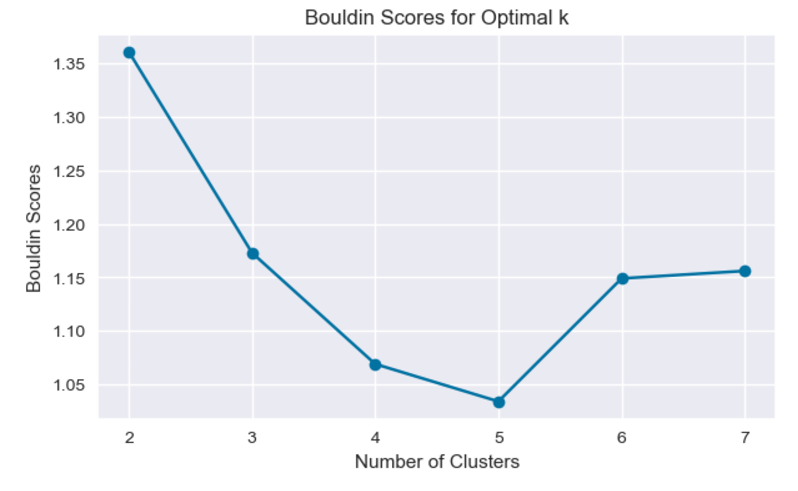 Bouldin Scores for Optimal k
1.35
1.30
1.25
1.20
1.15
1.10
1.05
Bouldin Scores
2 3 4 5 6 7
Number of Clusters